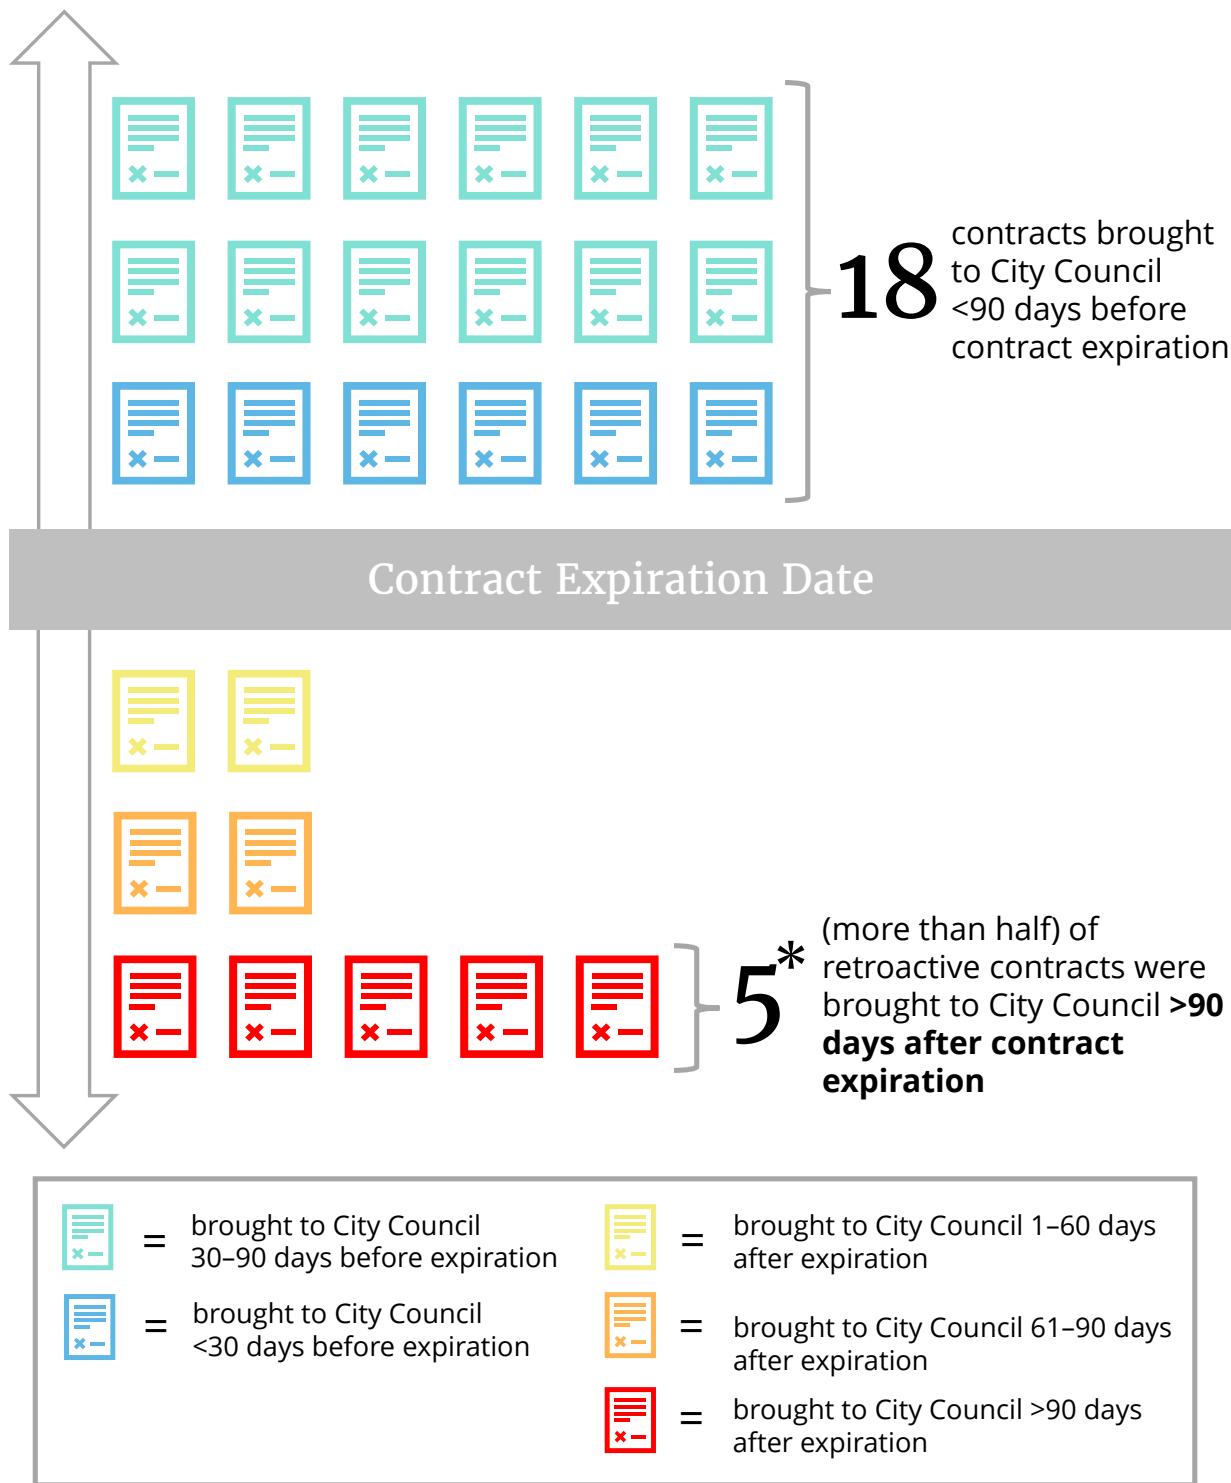 18
contracts brought
to City Council
<90 days before
contract expiration
Contract Expiration Date
5*
(more than half) of
retroactive contracts were
brought to City Council >90
days after contract
expiration
= brought to City Council
30–90 days before expiration
= brought to City Council
<30 days before expiration
= brought to City Council 1–60 days
after expiration
= brought to City Council 61–90 days
after expiration
= brought to City Council >90 days
after expiration